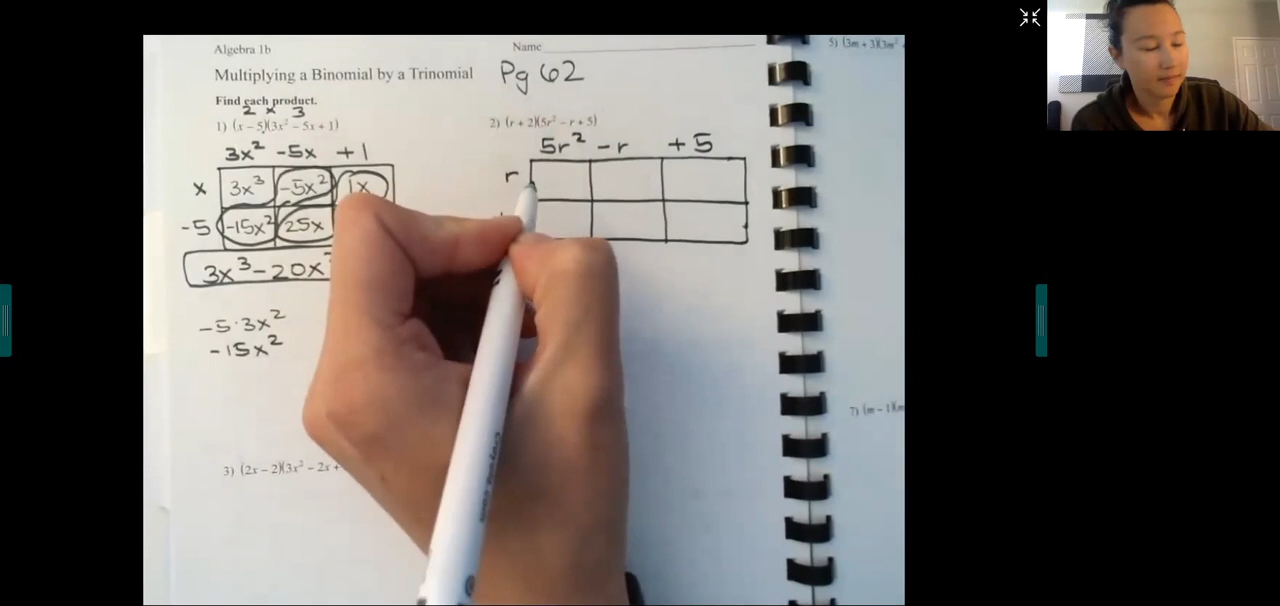 Algebra 1b
Name
Multiplying a Binomial by a Trinomial
Pg 62
Find each product.
2 x 3
1) (x − 5)(3x² − 5x + 1)
3x² -5x +1
x 3x³ -5x² 1x
-5 -15x² 25x
3x³ - 20x
-5·3x²
-15x²
2) (r + 2)(5r² − r + 5)
5r² -r +5
r
3) (2x − 2)(3x² − 2x +
5) (3m + 3)(3m²
7) (m − 1)(m